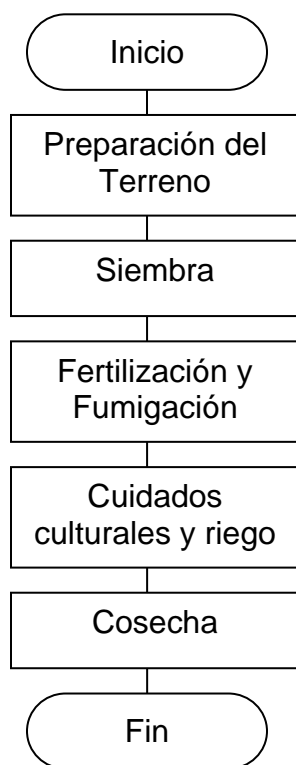 Inicio
Preparación del
Terreno
Siembra
Fertilización y
Fumigación
Cuidados
culturales y riego
Cosecha
Fin